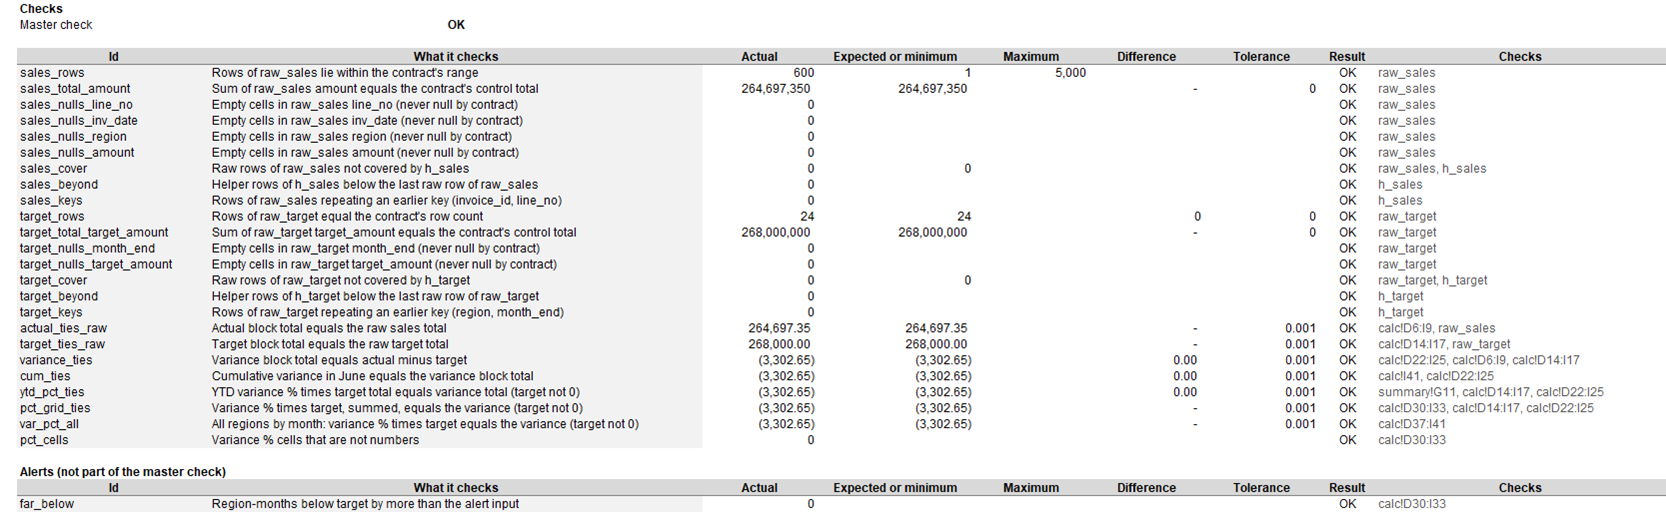 Checks
Master check OK
Id What it checks Actual Expected or minimum Maximum Difference Tolerance Result Checks
sales_rows Rows of raw_sales lie within the contract's range 600 1 5,000 OK raw_sales
sales_total_amount Sum of raw_sales amount equals the contract's control total 264,697,350 264,697,350 - 0 OK raw_sales
sales_nulls_line_no Empty cells in raw_sales line_no (never null by contract) 0 OK raw_sales
sales_nulls_inv_date Empty cells in raw_sales inv_date (never null by contract) 0 OK raw_sales
sales_nulls_region Empty cells in raw_sales region (never null by contract) 0 OK raw_sales
sales_nulls_amount Empty cells in raw_sales amount (never null by contract) 0 OK raw_sales
sales_cover Raw rows of raw_sales not covered by h_sales 0 0 OK raw_sales, h_sales
sales_beyond Helper rows of h_sales below the last raw row of raw_sales 0 OK h_sales
sales_keys Rows of raw_sales repeating an earlier key (invoice_id, line_no) 0 OK h_sales
target_rows Rows of raw_target equal the contract's row count 24 24 0 0 OK raw_target
target_total_target_amount Sum of raw_target target_amount equals the contract's control total 268,000,000 268,000,000 - 0 OK raw_target
target_nulls_month_end Empty cells in raw_target month_end (never null by contract) 0 OK raw_target
target_nulls_target_amount Empty cells in raw_target target_amount (never null by contract) 0 OK raw_target
target_cover Raw rows of raw_target not covered by h_target 0 0 OK raw_target, h_target
target_beyond Helper rows of h_target below the last raw row of raw_target 0 OK h_target
target_keys Rows of raw_target repeating an earlier key (region, month_end) 0 OK h_target
actual_ties_raw Actual block total equals the raw sales total 264,697.35 264,697.35 - 0.001 OK calc!D6:I9, raw_sales
target_ties_raw Target block total equals the raw target total 268,000.00 268,000.00 - 0.001 OK calc!D14:I17, raw_target
variance_ties Variance block total equals actual minus target (3,302.65) (3,302.65) 0.00 0.001 OK calc!D22:I25, calc!D6:I9, calc!D14:I17
cum_ties Cumulative variance in June equals the variance block total (3,302.65) (3,302.65) 0.00 0.001 OK calc!I41, calc!D22:I25
ytd_pct_ties YTD variance % times target total equals variance total (target not 0) (3,302.65) (3,302.65) 0.00 0.001 OK summary!G11, calc!D14:I17, calc!D22:I25
pct_grid_ties Variance % times target, summed, equals the variance (target not 0) (3,302.65) (3,302.65) - 0.001 OK calc!D30:I33, calc!D14:I17, calc!D22:I25
var_pct_all All regions by month: variance % times target equals the variance (target not 0) (3,302.65) (3,302.65) - 0.001 OK calc!D37:I41
pct_cells Variance % cells that are not numbers 0 OK calc!D30:I33
Alerts (not part of the master check)
Id What it checks Actual Expected or minimum Maximum Difference Tolerance Result Checks
far_below Region-months below target by more than the alert input 0 OK calc!D30:I33